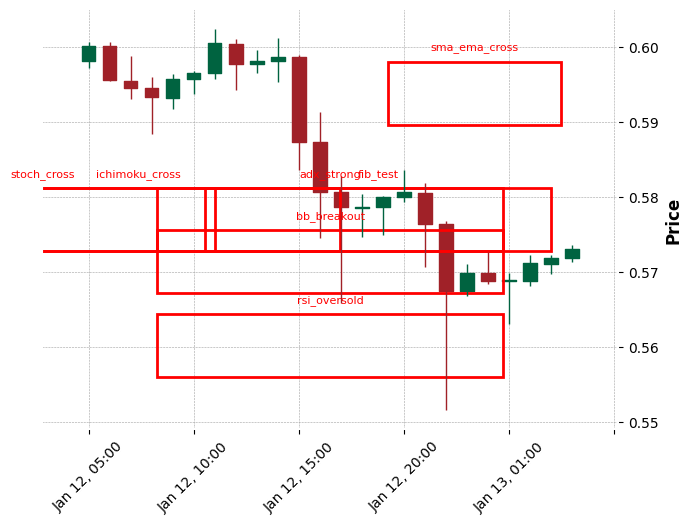 sma_ema_cross
0.60
0.59
stoch_cross ichimoku_cross fib_test
0.58
bb_breakout
Price
0.57
rsi_oversold
0.56
0.55
Jan 12, 05:00
Jan 12, 10:00
Jan 12, 15:00
Jan 12, 20:00
Jan 13, 01:00